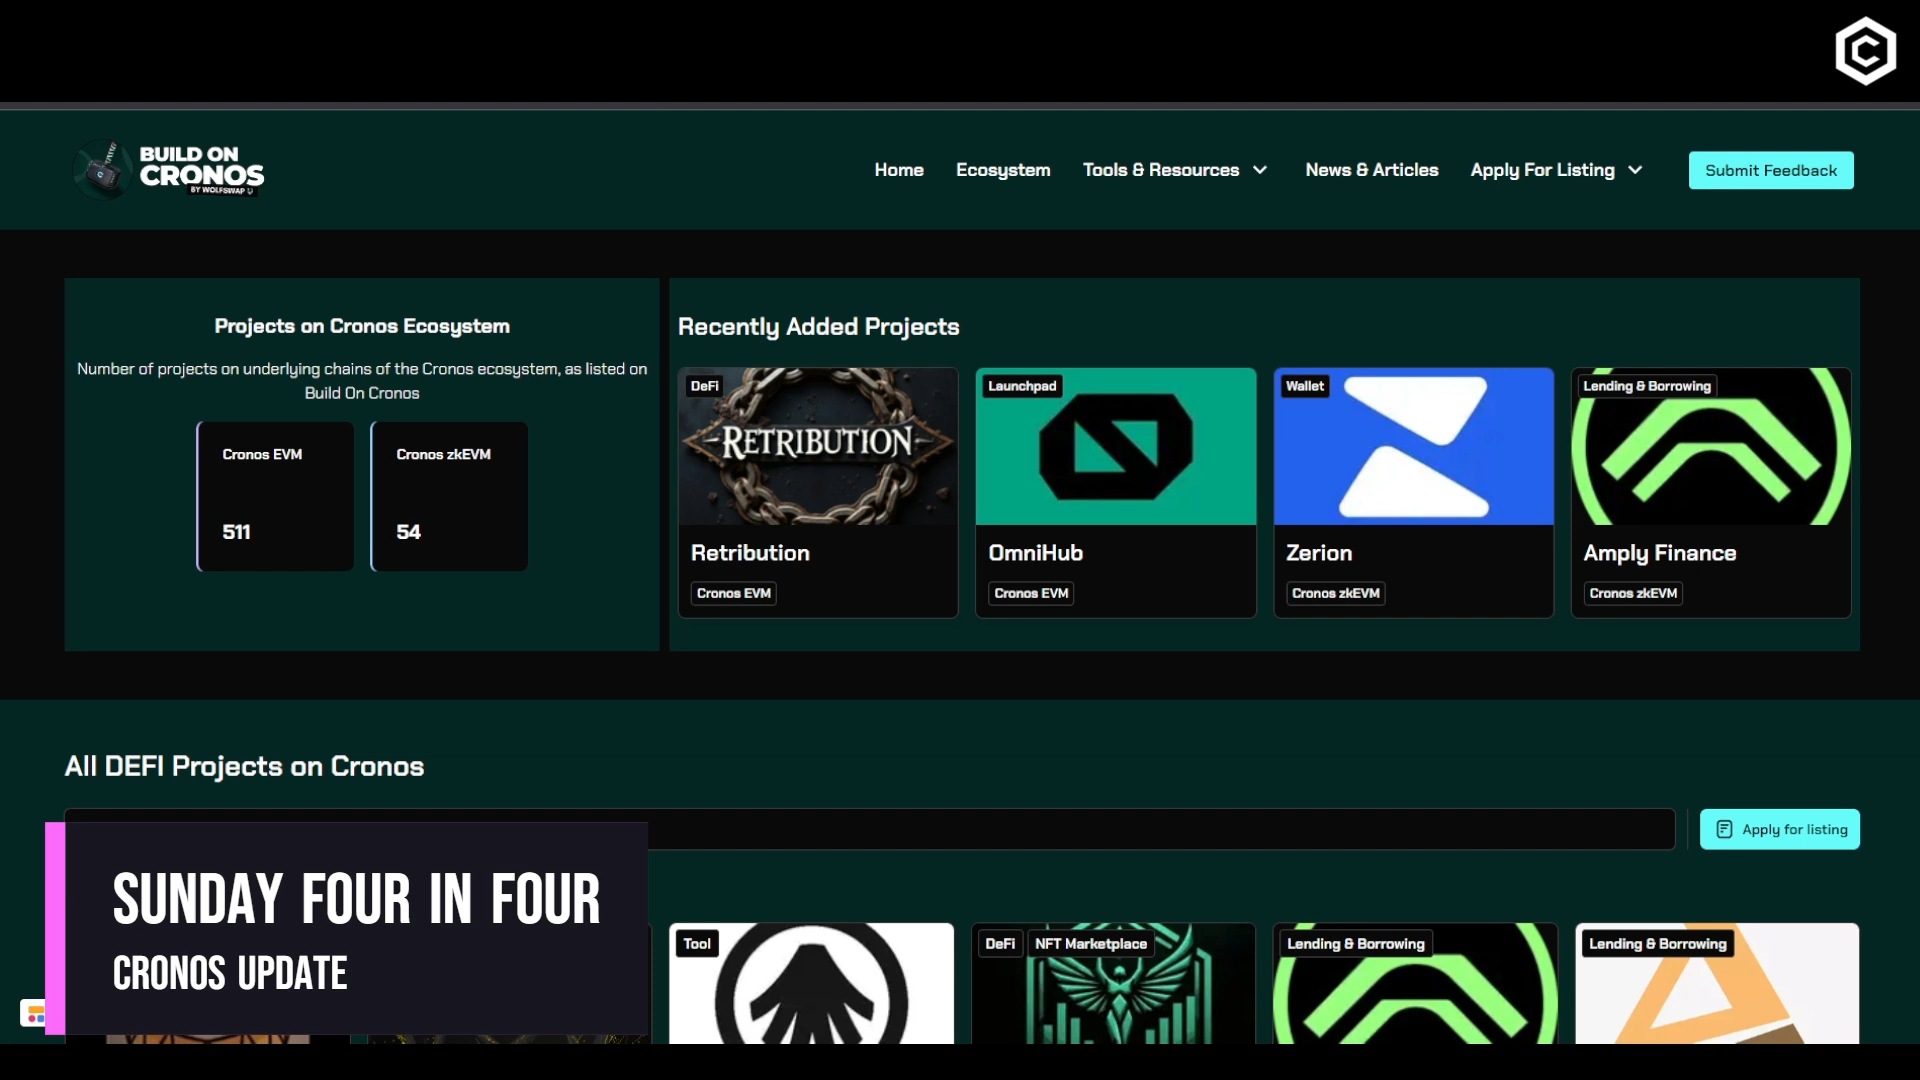 BUILD ON
CRONOS
BY WOLFSWAP
Home
Ecosystem
Tools & Resources
News & Articles
Apply For Listing
Submit Feedback
Projects on Cronos Ecosystem
Number of projects on underlying chains of the Cronos ecosystem, as listed on
Build On Cronos
Cronos EVM
511
Cronos zkEVM
54
Recently Added Projects
DeFi
RETRIBUTION
Retribution
Cronos EVM
Launchpad
OmniHub
Cronos EVM
Wallet
Zerion
Cronos zkEVM
Lending & Borrowing
Amply Finance
Cronos zkEVM
All DEFI Projects on Cronos
Apply for listing
SUNDAY FOUR IN FOUR
CRONOS UPDATE
Tool
DeFi
NFT Marketplace
Lending & Borrowing
Lending & Borrowing